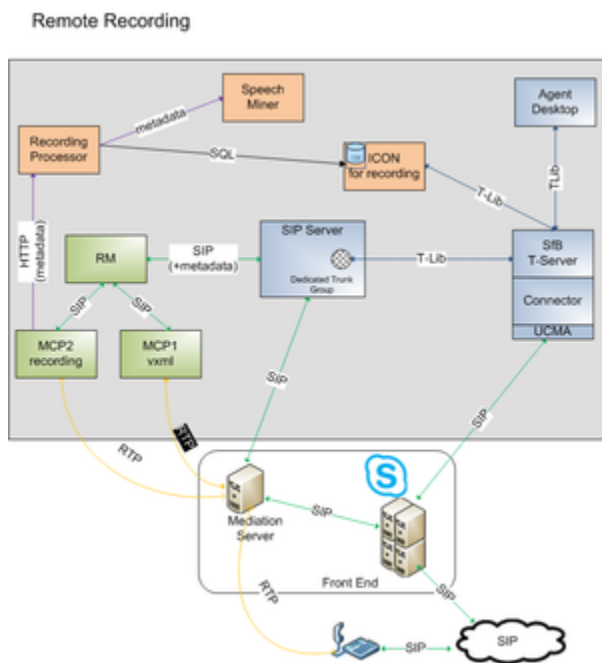 Remote Recording
Speech
Miner
Agent
Desktop
metadata
Recording
Processor
SQL
ICON
for recording
T-Lib
TLib
HTTP
(metadata)
RM
SIP
(+metadata)
SIP Server
Dedicated Trunk
Group
T-Lib
SfB
T-Server
Connector
UCMA
SIP
SIP
MCP2
recording
MCP1
vxml
SIP
SIP
RTP
RTP
S
Mediation
Server
SIP
Front End
RTP
SIP
SIP
SIP